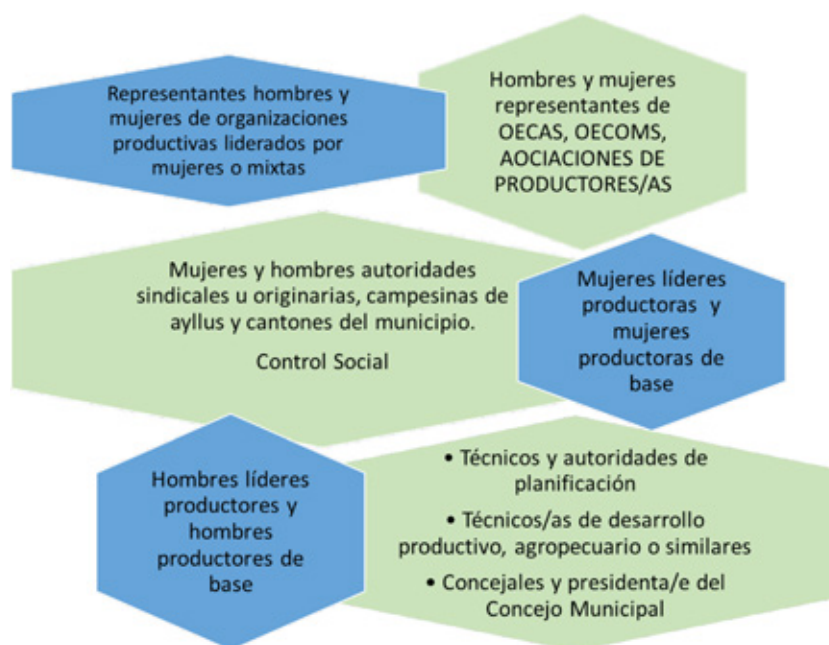 Representantes hombres y
mujeres de organizaciones
productivas liderados por
mujeres o mixtas
Hombres y mujeres
representantes de
OECAS, OECOMS,
AOCIACIONES DE
PRODUCTORES/AS
Mujeres y hombres autoridades
sindicales u originarias, campesinas de
ayllus y cantones del municipio.
Control Social
Mujeres líderes
productoras y
mujeres
productoras de
base
Hombres líderes
productores y
hombres
productores de
base
• Técnicos y autoridades de
planificación
• Técnicos/as de desarrollo
productivo, agropecuario o similares
• Concejales y presidenta/e del
Concejo Municipal